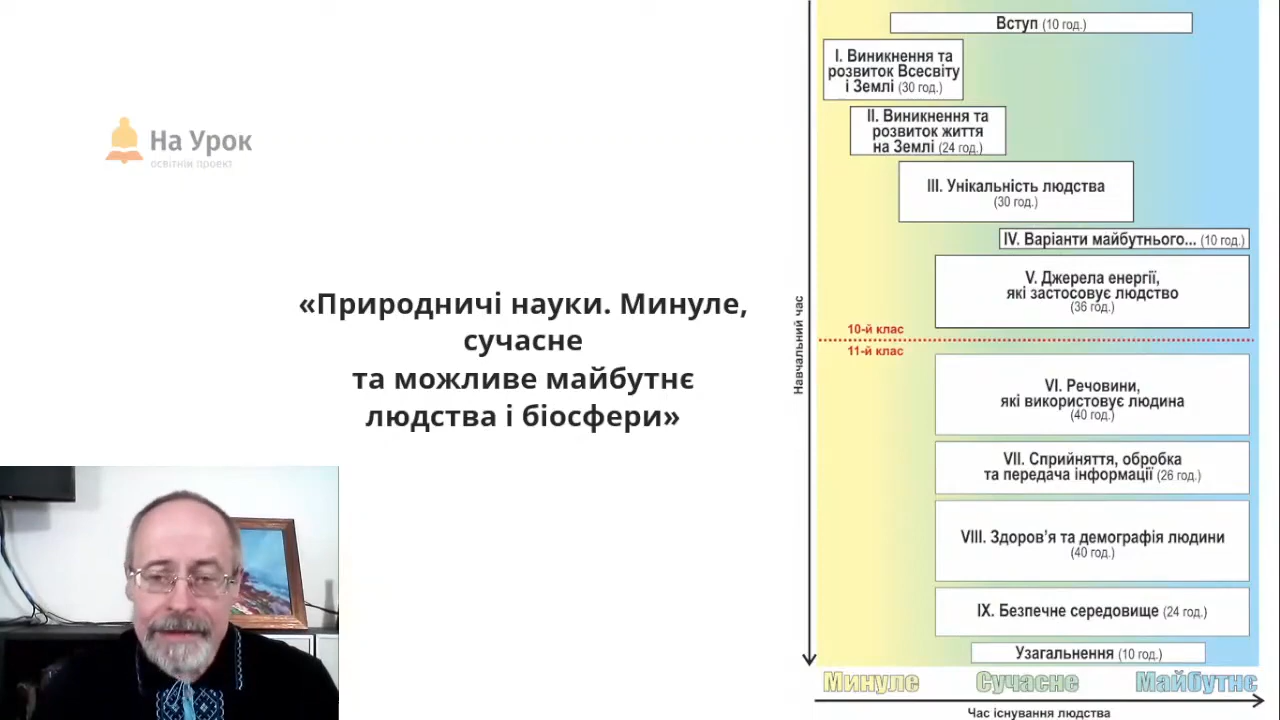 На Урок
освітній проект
«Природничі науки. Минуле,
сучасне
та можливе майбутнє
людства і біосфери»
Вступ (10 год.)
I. Виникнення та
розвиток Всесвіту
і Землі (30 год.)
II. Виникнення та
розвиток життя
на Землі (24 год.)
III. Унікальність людства
(30 год.)
IV. Варіанти майбутнього... (10 год.)
V. Джерела енергії,
які застосовує людство
(36 год.)
10-й клас
11-й клас
VI. Речовини,
які використовує людина
(40 год.)
VII. Сприйняття, обробка
та передача інформації (26 год.)
VIII. Здоров’я та демографія людини
(40 год.)
IX. Безпечне середовище (24 год.)
Узагальнення (10 год.)
Навчальний час
Минуле Сучасне Майбутнє
Час існування людства